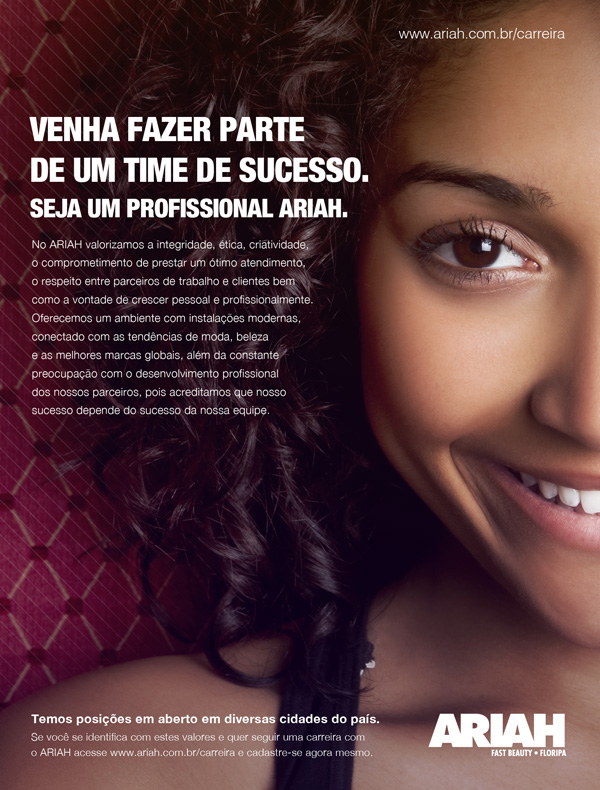 www.ariah.com.br/carreira
VENHA FAZER PARTE
DE UM TIME DE SUCESSO.
SEJA UM PROFISSIONAL ARIAH.
No ARIAH valorizamos a integridade, ética, criatividade,
o comprometimento de prestar um ótimo atendimento,
o respeito entre parceiros de trabalho e clientes bem
como a vontade de crescer pessoal e profissionalmente.
Oferecemos um ambiente com instalações modernas,
conectado com as tendências de moda, beleza
e as melhores marcas globais, além da constante
preocupação com o desenvolvimento profissional
dos nossos parceiros, pois acreditamos que nosso
sucesso depende do sucesso da nossa equipe.
Temos posições em aberto em diversas cidades do país.
Se você se identifica com estes valores e quer seguir uma carreira com
o ARIAH acesse www.ariah.com.br/carreira e cadastre-se agora mesmo.
ARIAH
FAST BEAUTY • FLORIPA